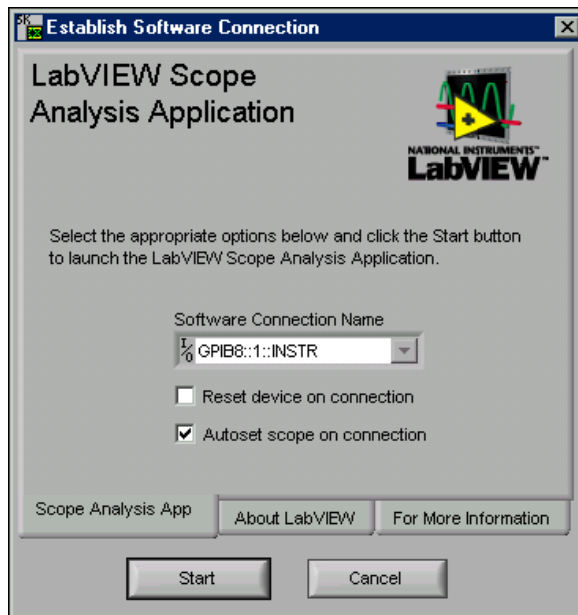 Establish Software Connection
LabVIEW Scope
Analysis Application
NATIONAL INSTRUMENTS™
LabVIEW™
Select the appropriate options below and click the Start button
to launch the LabVIEW Scope Analysis Application.
Software Connection Name
I/O GPIB8::1::INSTR
Reset device on connection
Autoset scope on connection
Scope Analysis App
About LabVIEW
For More Information
Start
Cancel